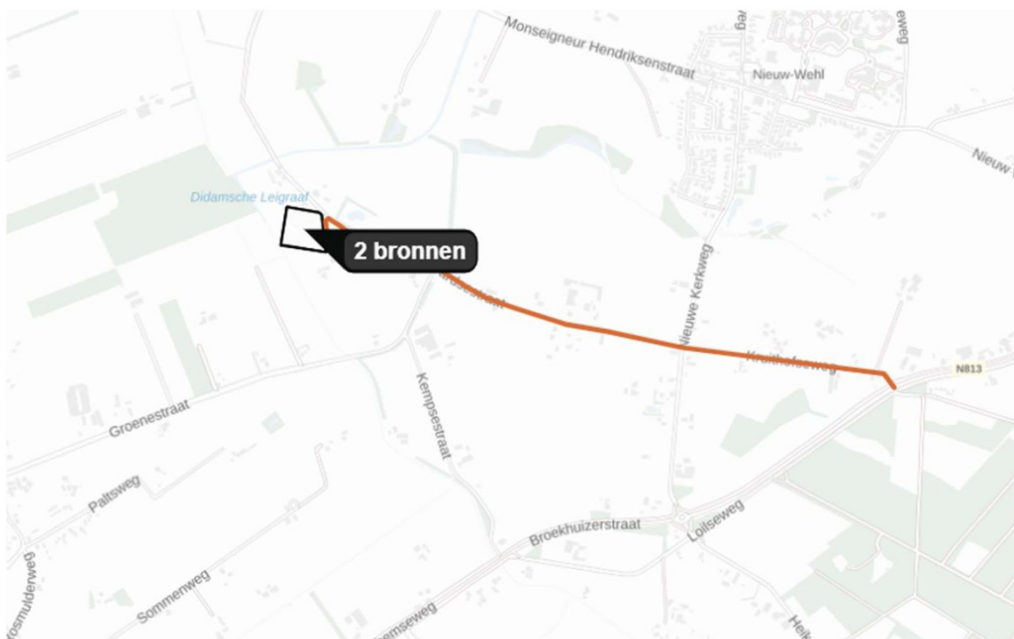 Monseigneur Hendriksenstraat
Nieuw-Wehl
Nieuw
Didamsche Leigraaf
2 bronnen
Nieuwe Kerkweg
Kruithofseweg
N813
Kempsestraat
Groenestraat
Paltsweg
Broekhuizerstraat
Loilseweg
Sommenweg